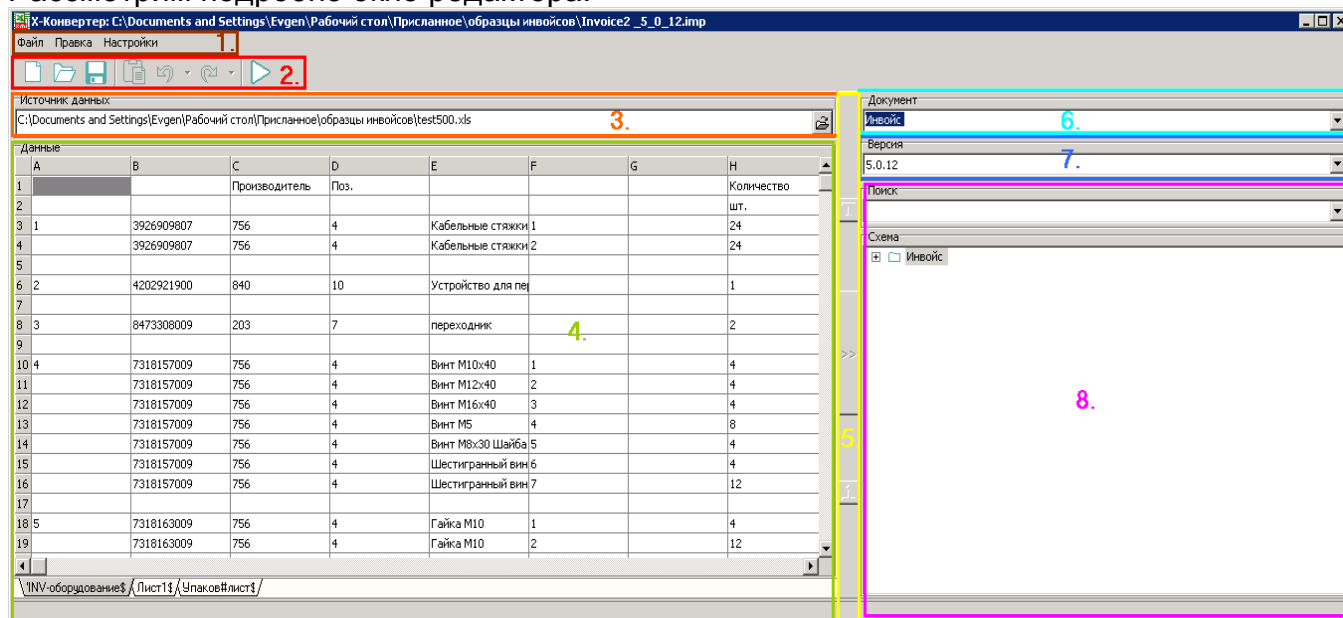 Рассмотрим подробно окно редактора.
X-Конвертер: C:\Documents and Settings\Evgen\Рабочий стол\Присланное\образцы инвойсов\Invoice2 _5_0_12.imp
Файл Правка Настройки 1.
2.
Источник данных
C:\Documents and Settings\Evgen\Рабочий стол\Присланное\образцы инвойсов\test500.xls 3.
Данные
A B C D E F G H
1 Производитель Поз. Количество
2 шт.
3 1 3926909807 756 4 Кабельные стяжки 1 24
4 3926909807 756 4 Кабельные стяжки 2 24
5
6 2 4202921900 840 10 Устройство для пе 1
7
8 3 8473308009 203 7 переходник 2
4.
9
10 4 7318157009 756 4 Винт M10x40 1 4
11 7318157009 756 4 Винт M12x40 2 4
12 7318157009 756 4 Винт M16x40 3 4
13 7318157009 756 4 Винт M5 4 8
14 7318157009 756 4 Винт M8x30 Шайба 5 4
15 7318157009 756 4 Шестигранный вин 6 4
16 7318157009 756 4 Шестигранный вин 7 12
17
18 5 7318163009 756 4 Гайка M10 1 4
19 7318163009 756 4 Гайка M10 2 12
'INV-оборудование$ Лист1$ Упаков#лист$
>>
5
Документ
Инвойс 6.
Версия
5.0.12 7.
Поиск
Схема
Инвойс
8.